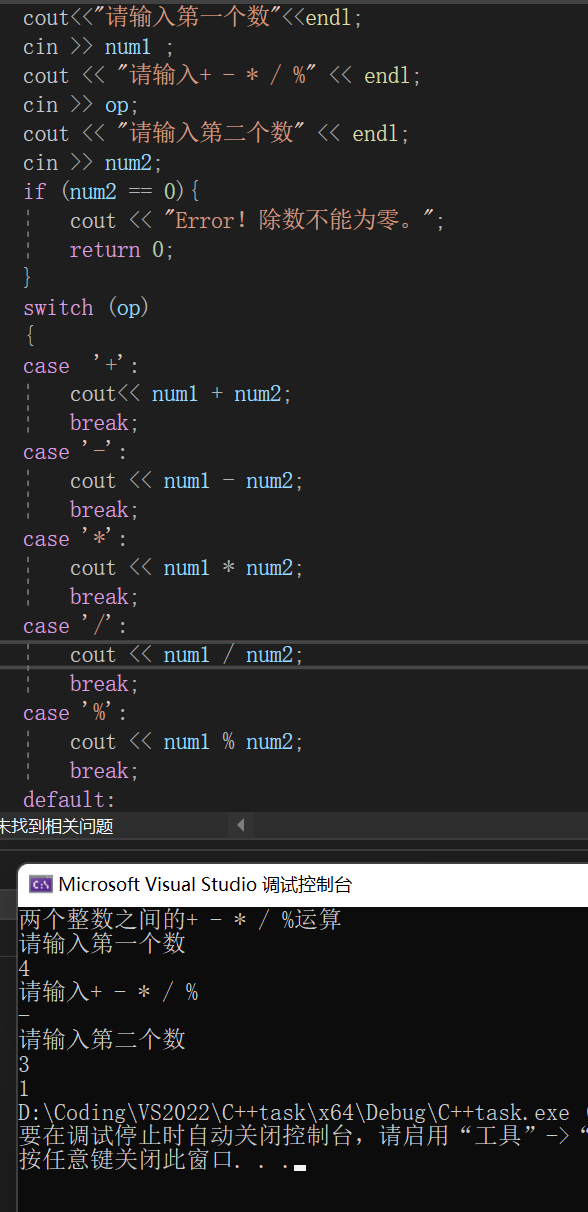 cout<<"请输入第一个数"<<endl;
cin >> num1 ;
cout << "请输入+ - * / %" << endl;
cin >> op;
cout << "请输入第二个数" << endl;
cin >> num2;
if (num2 == 0){
cout << "Error! 除数不能为零。";
return 0;
}
switch (op)
{
case  '+':
cout<< num1 + num2;
break;
case '-':
cout << num1 - num2;
break;
case '*':
cout << num1 * num2;
break;
case '/':
cout << num1 / num2;
break;
case '%':
cout << num1 % num2;
break;
default:
未找到相关问题
Microsoft Visual Studio 调试控制台
两个整数之间的+ - * / %运算
请输入第一个数
4
请输入+ - * / %
-
请输入第二个数
3
1
D:\Coding\VS2022\C++task\x64\Debug\C++task.exe (
要在调试停止时自动关闭控制台，请启用“工具”->“
按任意键关闭此窗口. . .